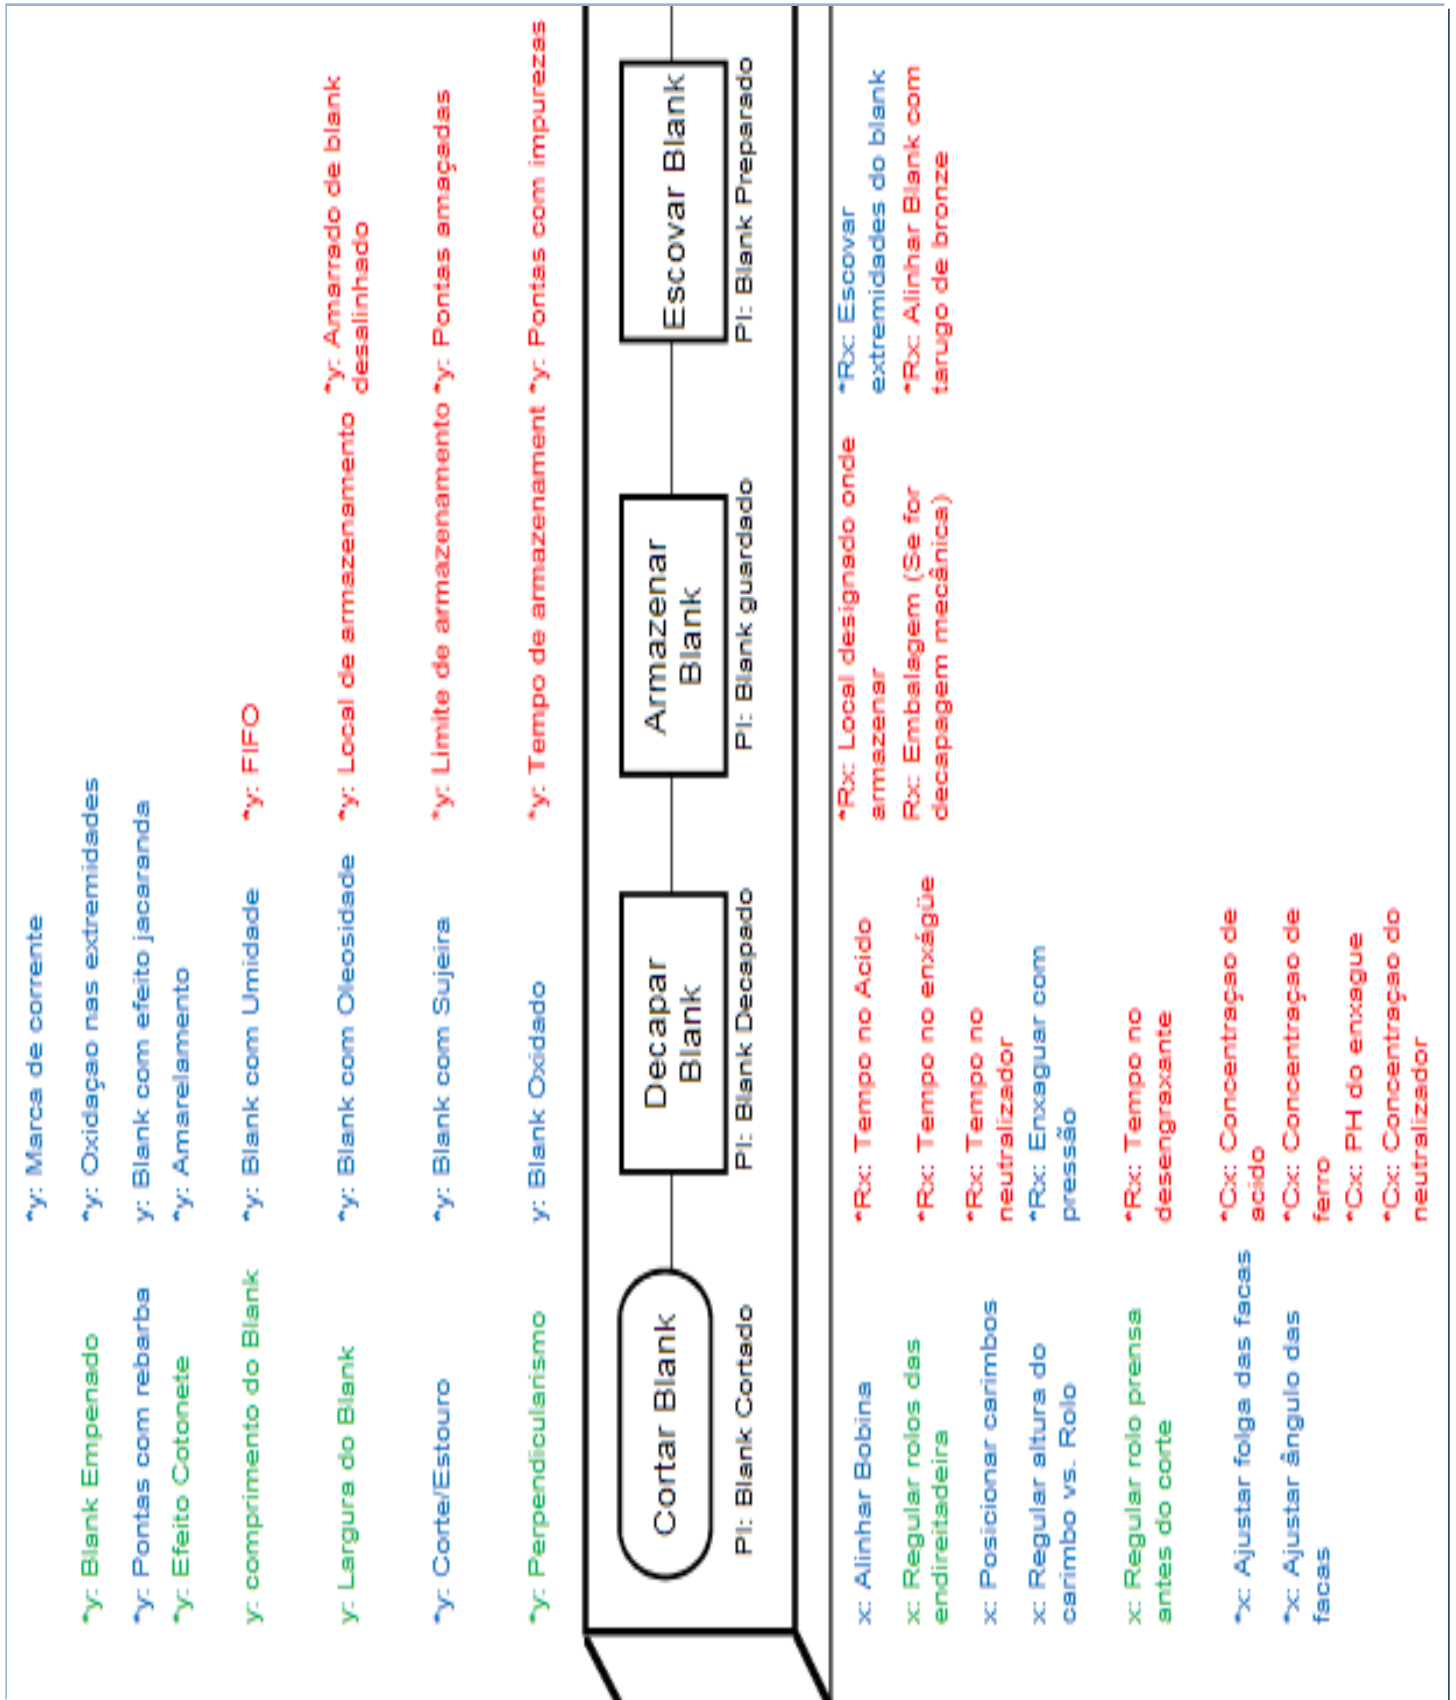 *y: Marca de corrente
*y: Blank Empenado
*y: Oxidaçao nas extremidades
*y: Pontas com rebarba
y: Blank com efeito jacaranda
*y: Efeito Cotonete
*y: Amarelamento
y: comprimento do Blank
*y: Blank com Umidade
*y: FIFO
y: Largura do Blank
*y: Blank com Oleosidade
*y: Local de armazenamento
*y: Amarrado de blank
desalinhado
*y: Corte/Estouro
*y: Blank com Sujeira
*y: Limite de armazenamento
*y: Pontas amaçadas
*y: Perpendicularismo
y: Blank Oxidado
*y: Tempo de armazenament
*y: Pontas com impurezas
Cortar Blank
Decapar
Blank
Armazenar
Blank
Escovar Blank
PI: Blank Cortado
PI: Blank Decapado
PI: Blank guardado
PI: Blank Preparado
x: Alinhar Bobina
x: Regular rolos das
endireitadeira
x: Posicionar carimbos
x: Regular altura do
carimbo vs. Rolo
x: Regular rolo prensa
antes do corte
*x: Ajustar folga das facas
*x: Ajustar ângulo das
facas
*Rx: Tempo no Acido
*Rx: Tempo no enxágüe
*Rx: Tempo no
neutralizador
*Rx: Enxaguar com
pressão
*Rx: Tempo no
desengraxante
*Cx: Concentraçao de
acido
*Cx: Concentraçao de
ferro
*Cx: PH do enxague
*Cx: Concentraçao do
neutralizador
*Rx: Local designado onde
armazenar
Rx: Embalagem (Se for
decapagem mecânica)
*Rx: Escovar
extremidades do blank
*Rx: Alinhar Blank com
tarugo de bronze